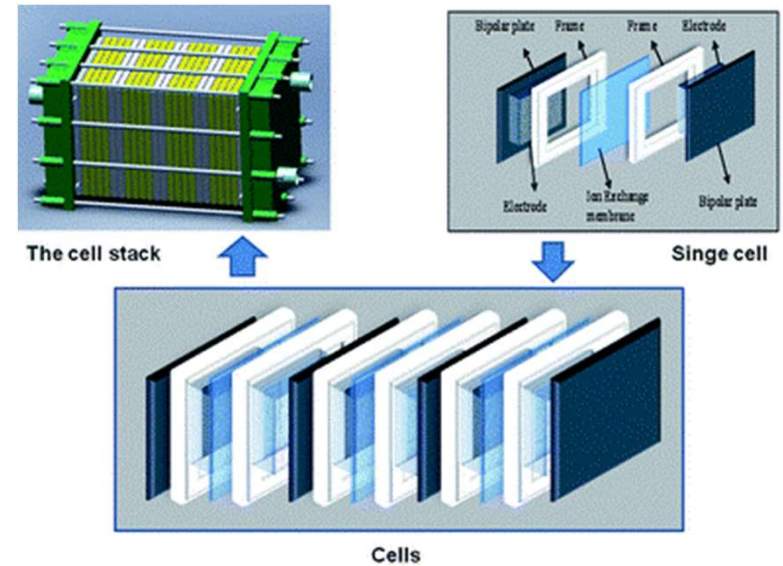 Bipolar plate Frame Frame Electrode
Electrode
Ion Exchange
membrane
Bipolar plate
The cell stack
Singe cell
Cells